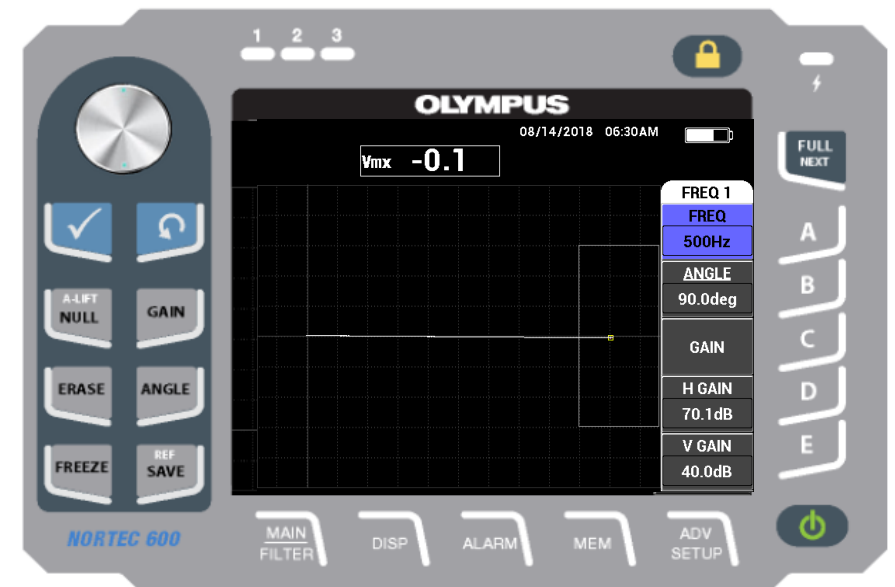 1 2 3
OLYMPUS
08/14/2018 06:30AM
Vmx -0.1
FREQ 1
FREQ
500Hz
ANGLE
90.0deg
GAIN
H GAIN
70.1dB
V GAIN
40.0dB
FULL
NEXT
A
B
C
D
E
A-LIFT
NULL
GAIN
ERASE
ANGLE
FREEZE
REF
SAVE
NORTEC 600
MAIN
FILTER
DISP
ALARM
MEM
ADV
SETUP